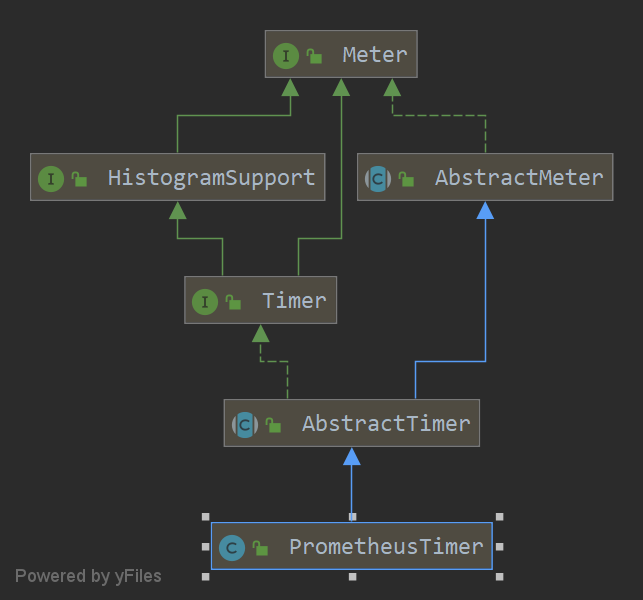 Meter
HistogramSupport
AbstractMeter
Timer
AbstractTimer
PrometheusTimer
Powered by yFiles